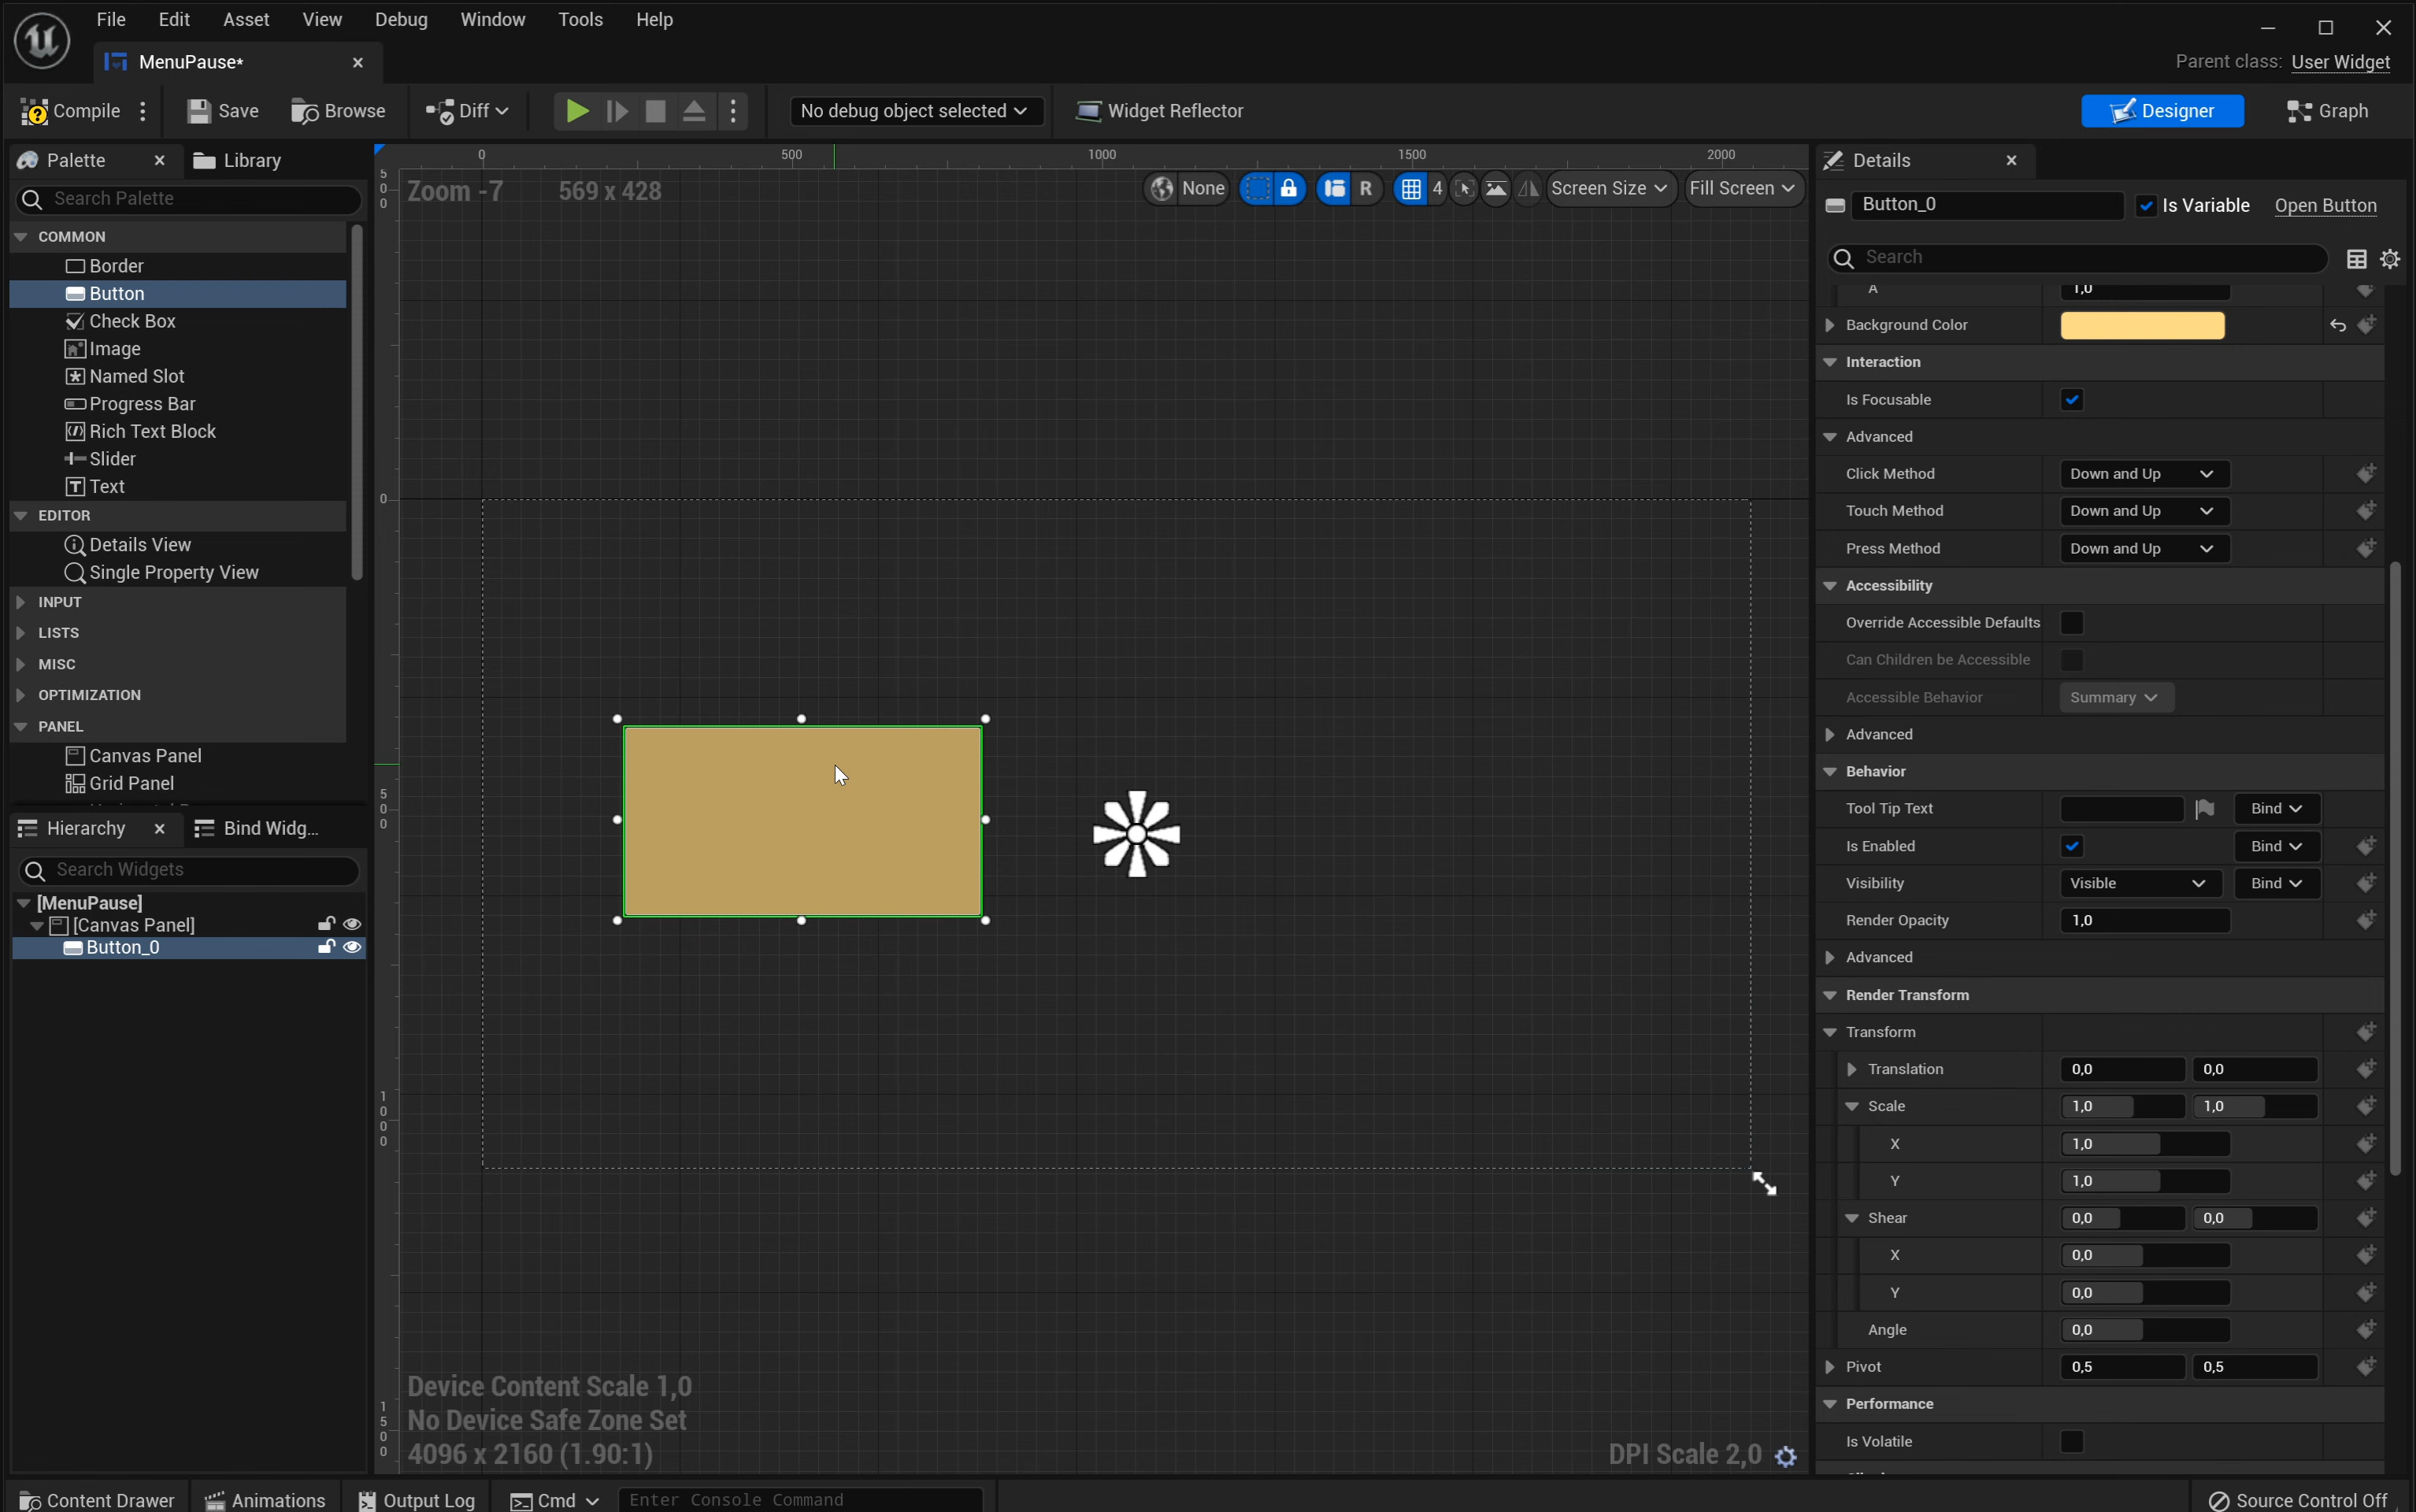 File Edit Asset View Debug Window Tools Help
MenuPause*
Parent class: User Widget
Compile Save Browse Diff No debug object selected Widget Reflector Designer Graph
Palette Library
Search Palette
COMMON
Border
Button
Check Box
Image
Named Slot
Progress Bar
Rich Text Block
Slider
Text
EDITOR
Details View
Single Property View
INPUT
LISTS
MISC
OPTIMIZATION
PANEL
Canvas Panel
Grid Panel
Hierarchy Bind Widg...
Search Widgets
[MenuPause]
[Canvas Panel]
Button_0
0 500 1000 1500 2000
Zoom -7 569 x 428
None R 4 Screen Size Fill Screen
500
0
500
1000
1500
Device Content Scale 1,0
No Device Safe Zone Set
4096 x 2160 (1.90:1)
DPI Scale 2,0
Details
Button_0 Is Variable Open Button
Search
A 1,0
Background Color
Interaction
Is Focusable
Advanced
Click Method Down and Up
Touch Method Down and Up
Press Method Down and Up
Accessibility
Override Accessible Defaults
Can Children be Accessible
Accessible Behavior Summary
Advanced
Behavior
Tool Tip Text Bind
Is Enabled Bind
Visibility Visible Bind
Render Opacity 1,0
Advanced
Render Transform
Transform
Translation 0,0 0,0
Scale 1,0 1,0
X 1,0
Y 1,0
Shear 0,0 0,0
X 0,0
Y 0,0
Angle 0,0
Pivot 0,5 0,5
Performance
Is Volatile
Content Drawer Animations Output Log Cmd Enter Console Command Source Control Off